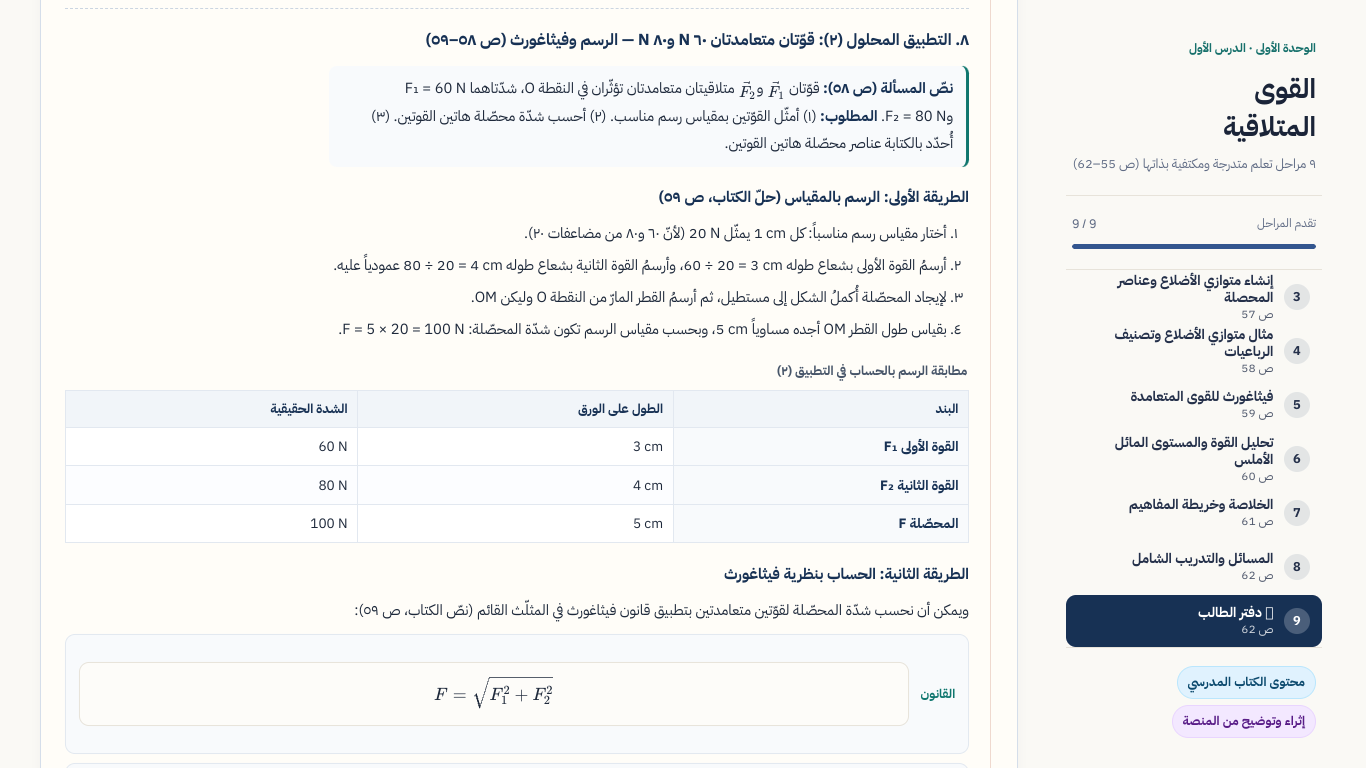 الوحدة الأولى · الدرس الأول
القوى
المتلاقية
٩ مراحل تعلم متدرجة ومكتفية بذاتها (ص 55–62)
تقدم المراحل
9 / 9
3
إنشاء متوازي الأضلاع وعناصر
المحصلة
ص 57
4
مثال متوازي الأضلاع وتصنيف
الرباعيات
ص 58
5
فيثاغورث للقوى المتعامدة
ص 59
6
تحليل القوة والمستوى المائل
الأملس
ص 60
7
الخلاصة وخريطة المفاهيم
ص 61
8
المسائل والتدريب الشامل
ص 62
9
دفتر الطالب
ص 62
محتوى الكتاب المدرسي
إثراء وتوضيح من المنصة
٨. التطبيق المحلول (٢): قوّتان متعامدتان ٦٠ N و٨٠ N — الرسم وفيثاغورث (ص ٥٨–٥٩)
نصّ المسألة (ص ٥٨): قوّتان F⃗₁ و F⃗₂ متلاقيتان متعامدتان تؤثّران في النقطة O، شدّتاهما F₁ = 60 N
وF₂ = 80 N. المطلوب: (١) أمثّل القوّتين بمقياس رسم مناسب. (٢) أحسب شدّة محصّلة هاتين القوتين. (٣)
أُحدّد بالكتابة عناصر محصّلة هاتين القوتين.
الطريقة الأولى: الرسم بالمقياس (حلّ الكتاب، ص ٥٩)
١. أختار مقياس رسم مناسباً: كل 1 cm يمثّل 20 N (لأنّ ٦٠ و٨٠ من مضاعفات ٢٠).
٢. أرسمُ القوة الأولى بشعاع طوله 60 ÷ 20 = 3 cm، وأرسمُ القوة الثانية بشعاع طوله 80 ÷ 20 = 4 cm عمودياً عليه.
٣. لإيجاد المحصّلة أُكملُ الشكل إلى مستطيل، ثم أرسمُ القطر المارّ من النقطة O وليكن OM.
٤. بقياس طول القطر OM أجده مساوياً 5 cm، وبحسب مقياس الرسم تكون شدّة المحصّلة: F = 5 × 20 = 100 N.
مطابقة الرسم بالحساب في التطبيق (٢)
البند الطول على الورق الشدة الحقيقية
القوة الأولى F₁ 3 cm 60 N
القوة الثانية F₂ 4 cm 80 N
المحصّلة F 5 cm 100 N
الطريقة الثانية: الحساب بنظرية فيثاغورث
ويمكن أن نحسب شدّة المحصّلة لقوّتين متعامدتين بتطبيق قانون فيثاغورث في المثلّث القائم (نصّ الكتاب، ص ٥٩):
القانون
F = √(F₁² + F₂²)